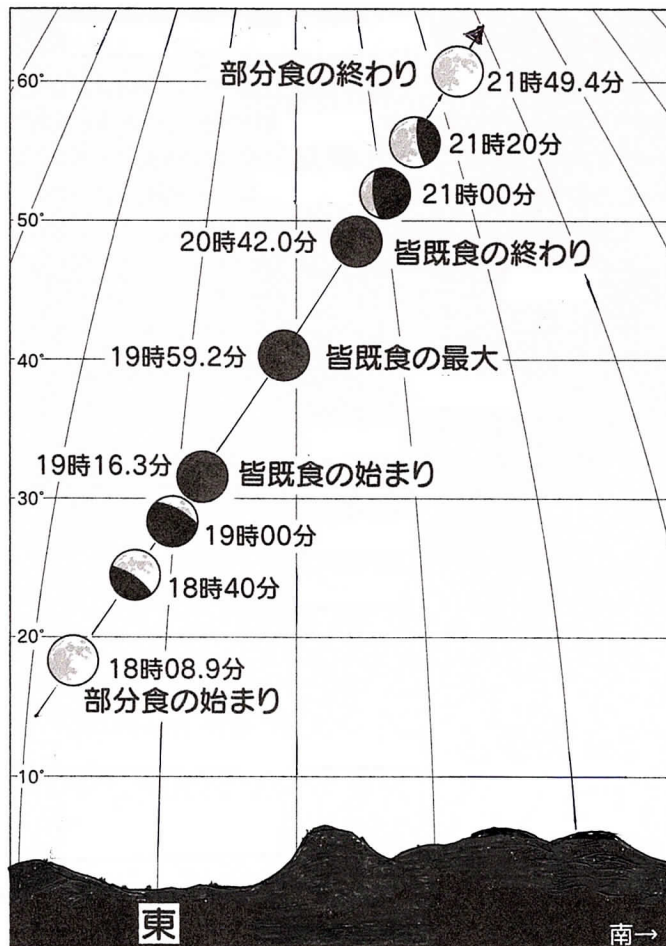 60°
部分食の終わり
21時49.4分
21時20分
21時00分
50°
20時42.0分
皆既食の終わり
40°
19時59.2分
皆既食の最大
19時16.3分
皆既食の始まり
30°
19時00分
18時40分
20°
18時08.9分
部分食の始まり
10°
東
南→